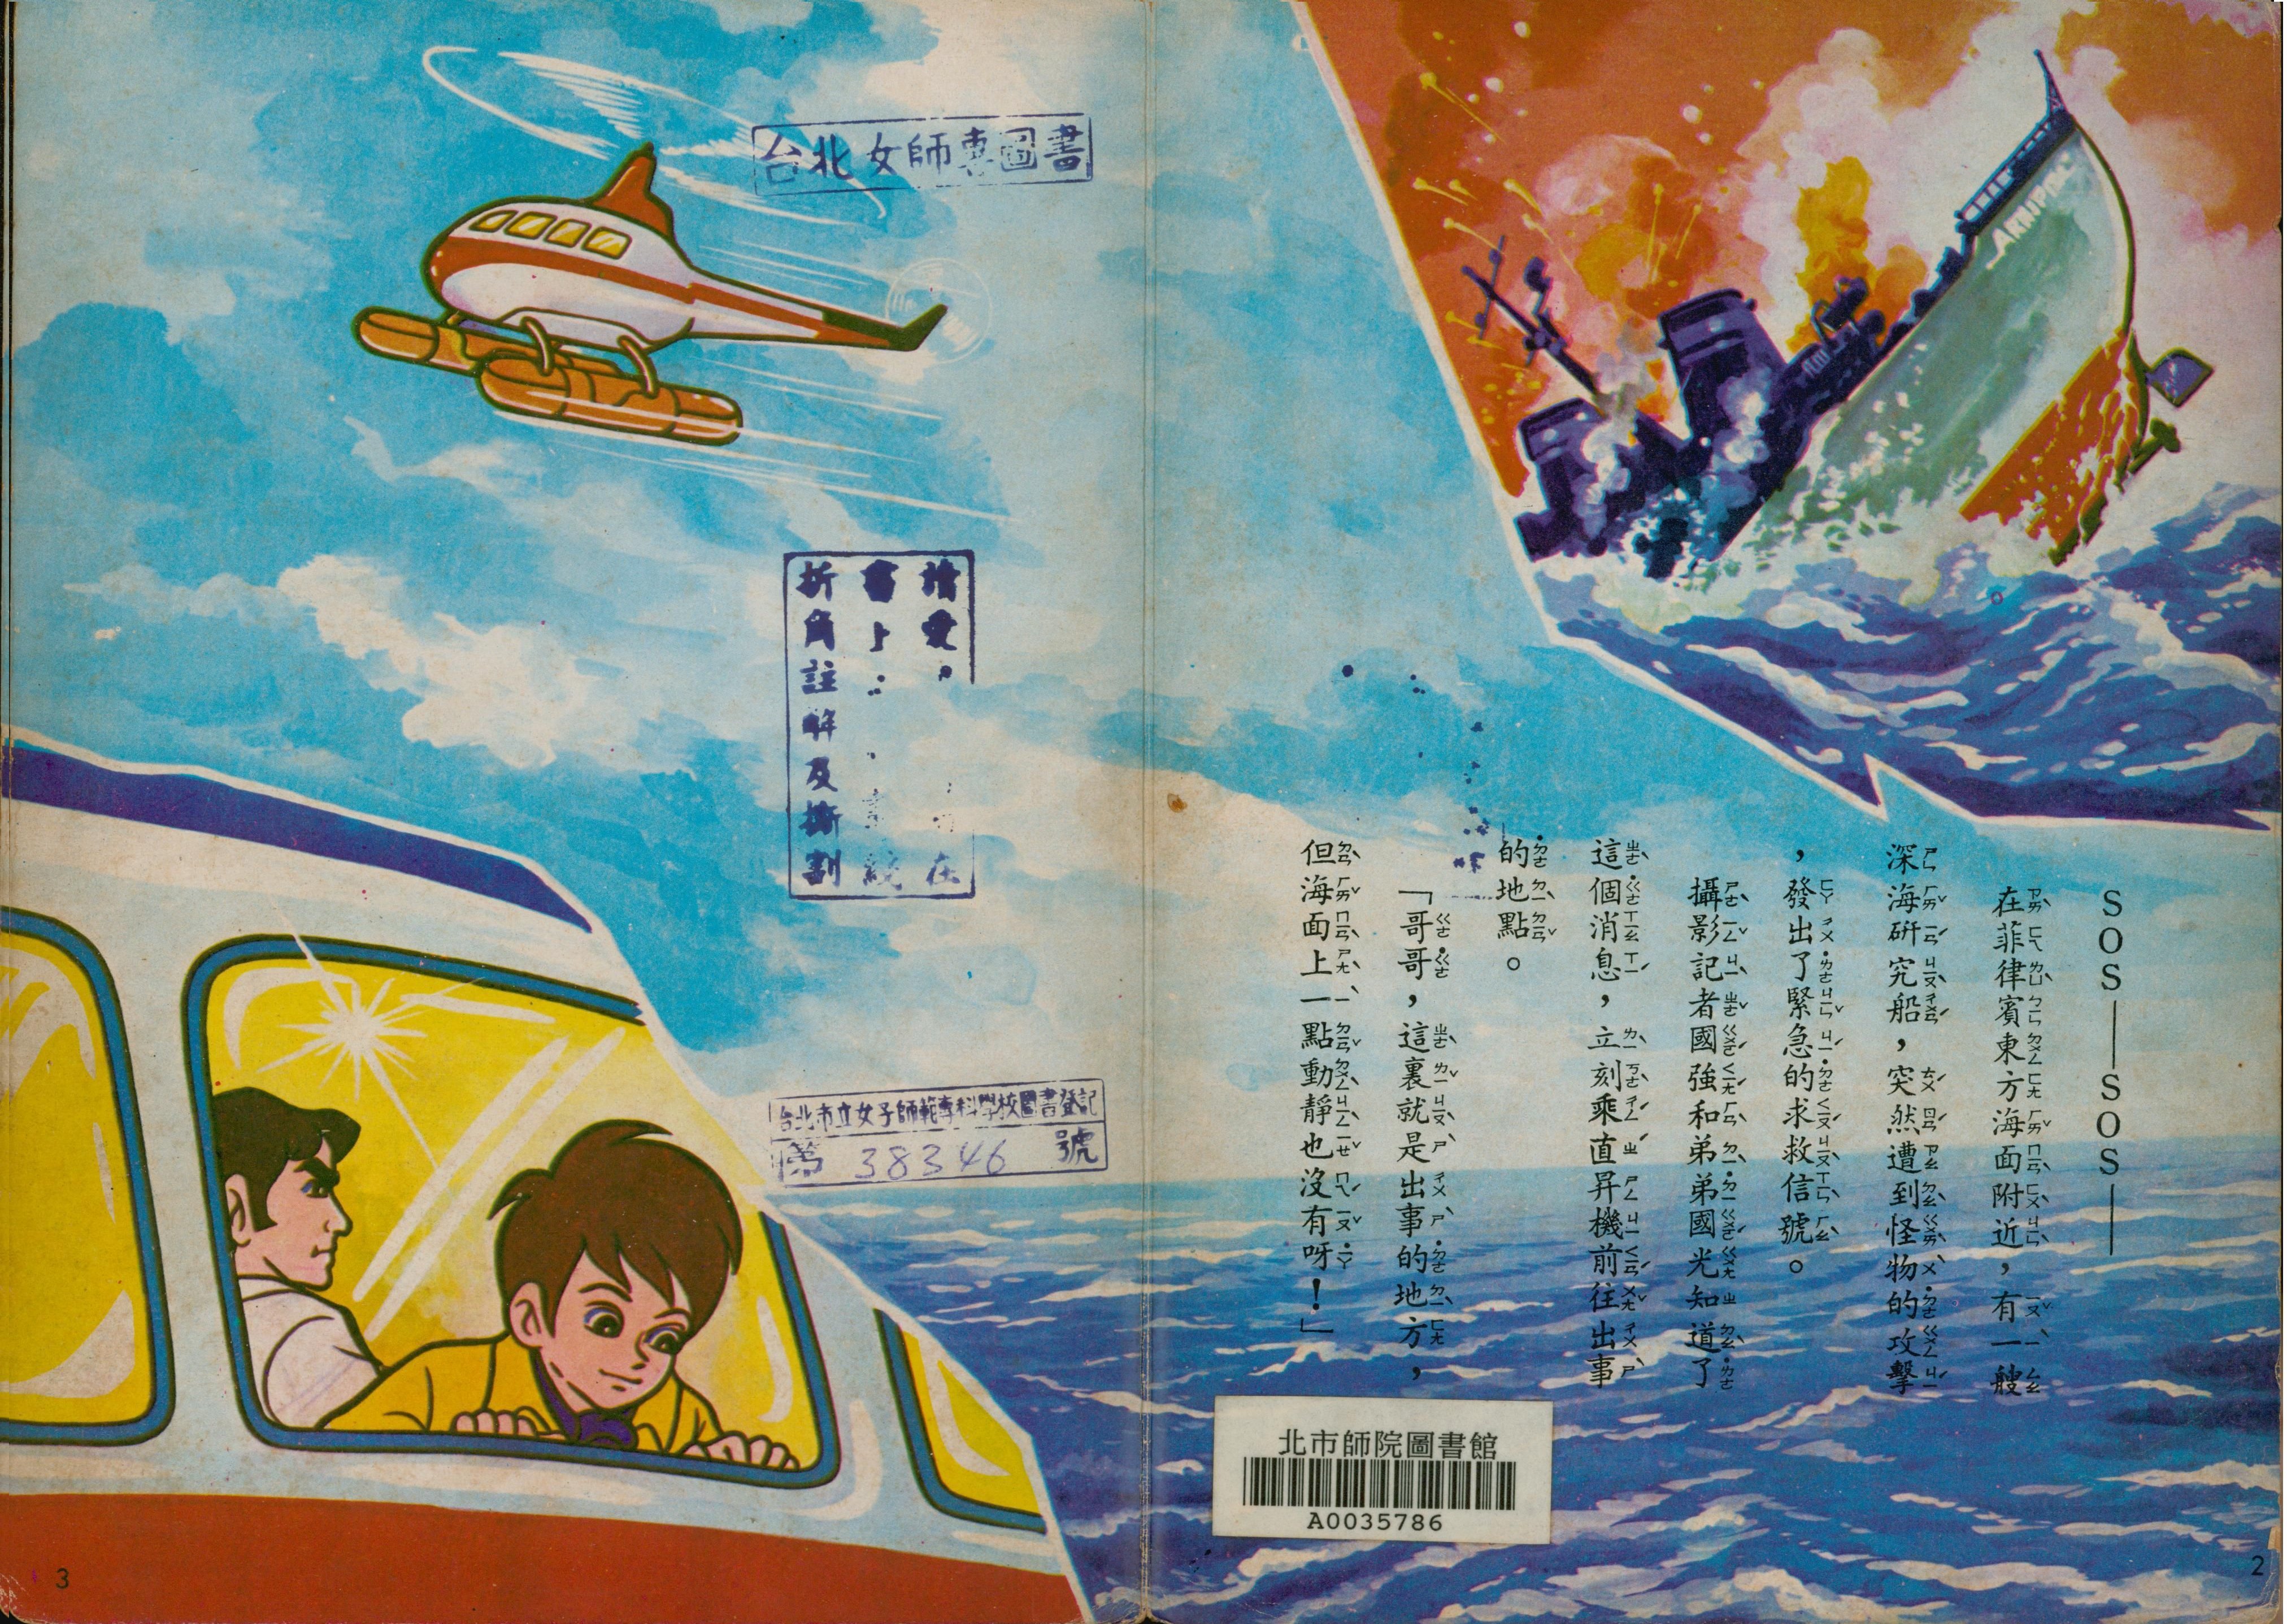 SOS—SOS—
在菲律賓東方海面附近，有一艘
深海研究船，突然遭到怪物的攻擊
，發出了緊急的求救信號。
攝影記者國強和弟弟國光知道了
這個消息，立刻乘直昇機前往出事
的地點。
「哥哥，這裏就是出事的地方，
但海面上一點動靜也沒有呀！」
北市師院圖書館
A0035786
2
台北女師專圖書
惜愛，在
書上
折角註解及撕割
台北市立女子師範專科學校圖書登記
第 38346 號
3